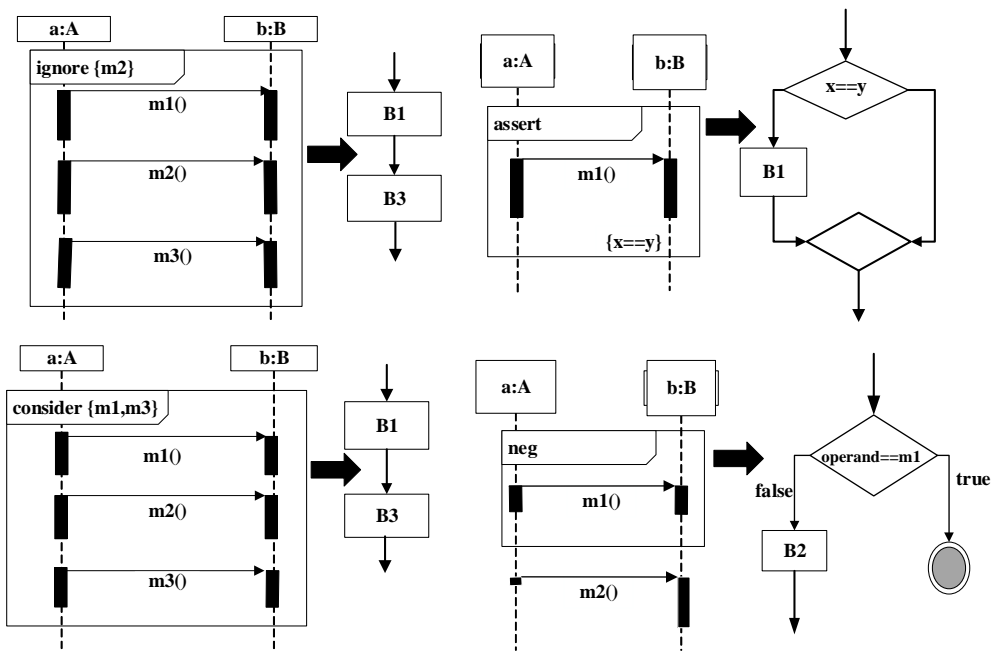 a:A
b:B
ignore {m2}
m1()
m2()
m3()
B1
B3
a:A
b:B
assert
m1()
{x==y}
x==y
B1
a:A
b:B
consider {m1,m3}
m1()
m2()
m3()
B1
B3
a:A
b:B
neg
m1()
m2()
operand==m1
false
true
B2